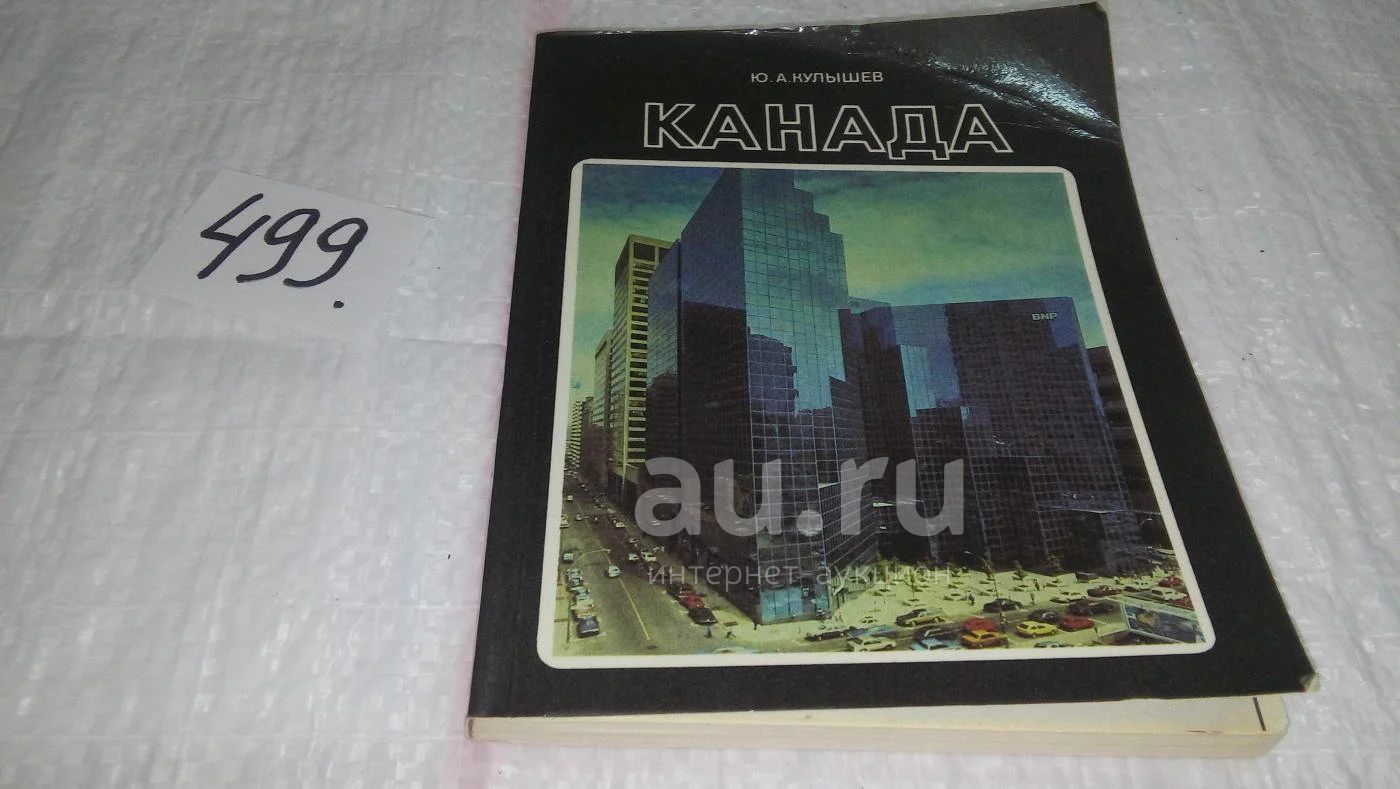 499.
Ю.А.КУЛЫШЕВ
КАНАДА
BNP
au.ru
интернет-аукцион